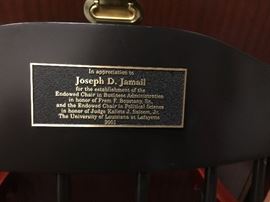 In appreciation to
Joseph D. Jamail
for the establishment of the
Endowed Chair in Business Administration
in honor of Frem F. Boustany, Sr.
and the Endowed Chair in Political Science
in honor of Judge Kaliste J. Saloom, Jr.
The University of Louisiana at Lafayette
2001